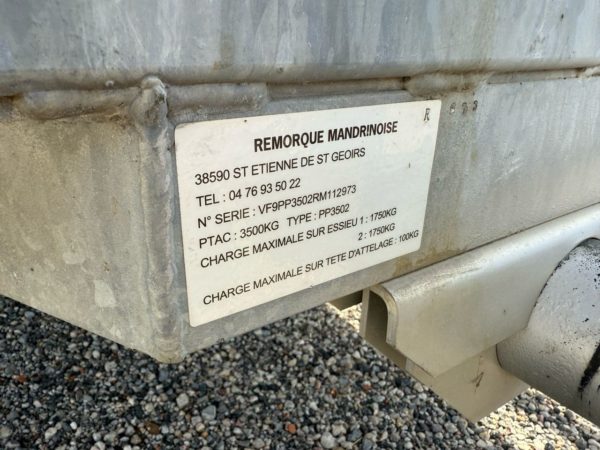 REMORQUE MANDRINOISE
38590 ST ETIENNE DE ST GEOIRS
TEL : 04 76 93 50 22
N° SERIE : VF9PP3502RM112973
PTAC : 3500KG TYPE : PP3502
CHARGE MAXIMALE SUR ESSIEU 1 : 1750KG
2 : 1750KG
CHARGE MAXIMALE SUR TETE D'ATTELAGE : 100KG